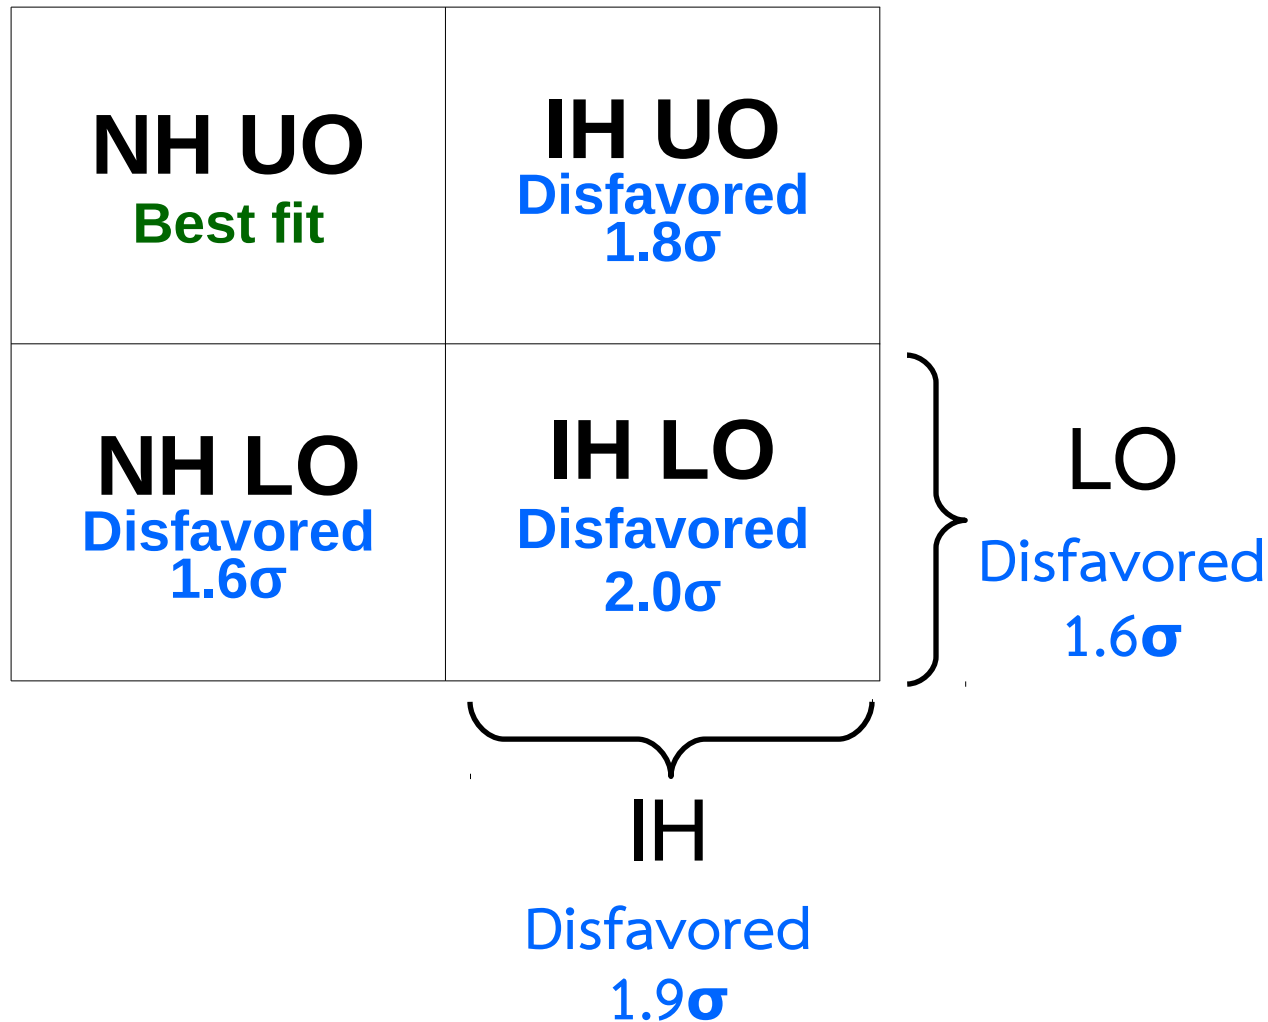 NH UO
Best fit
IH UO
Disfavored
1.8σ
NH LO
Disfavored
1.6σ
IH LO
Disfavored
2.0σ
LO
Disfavored
1.6σ
IH
Disfavored
1.9σ